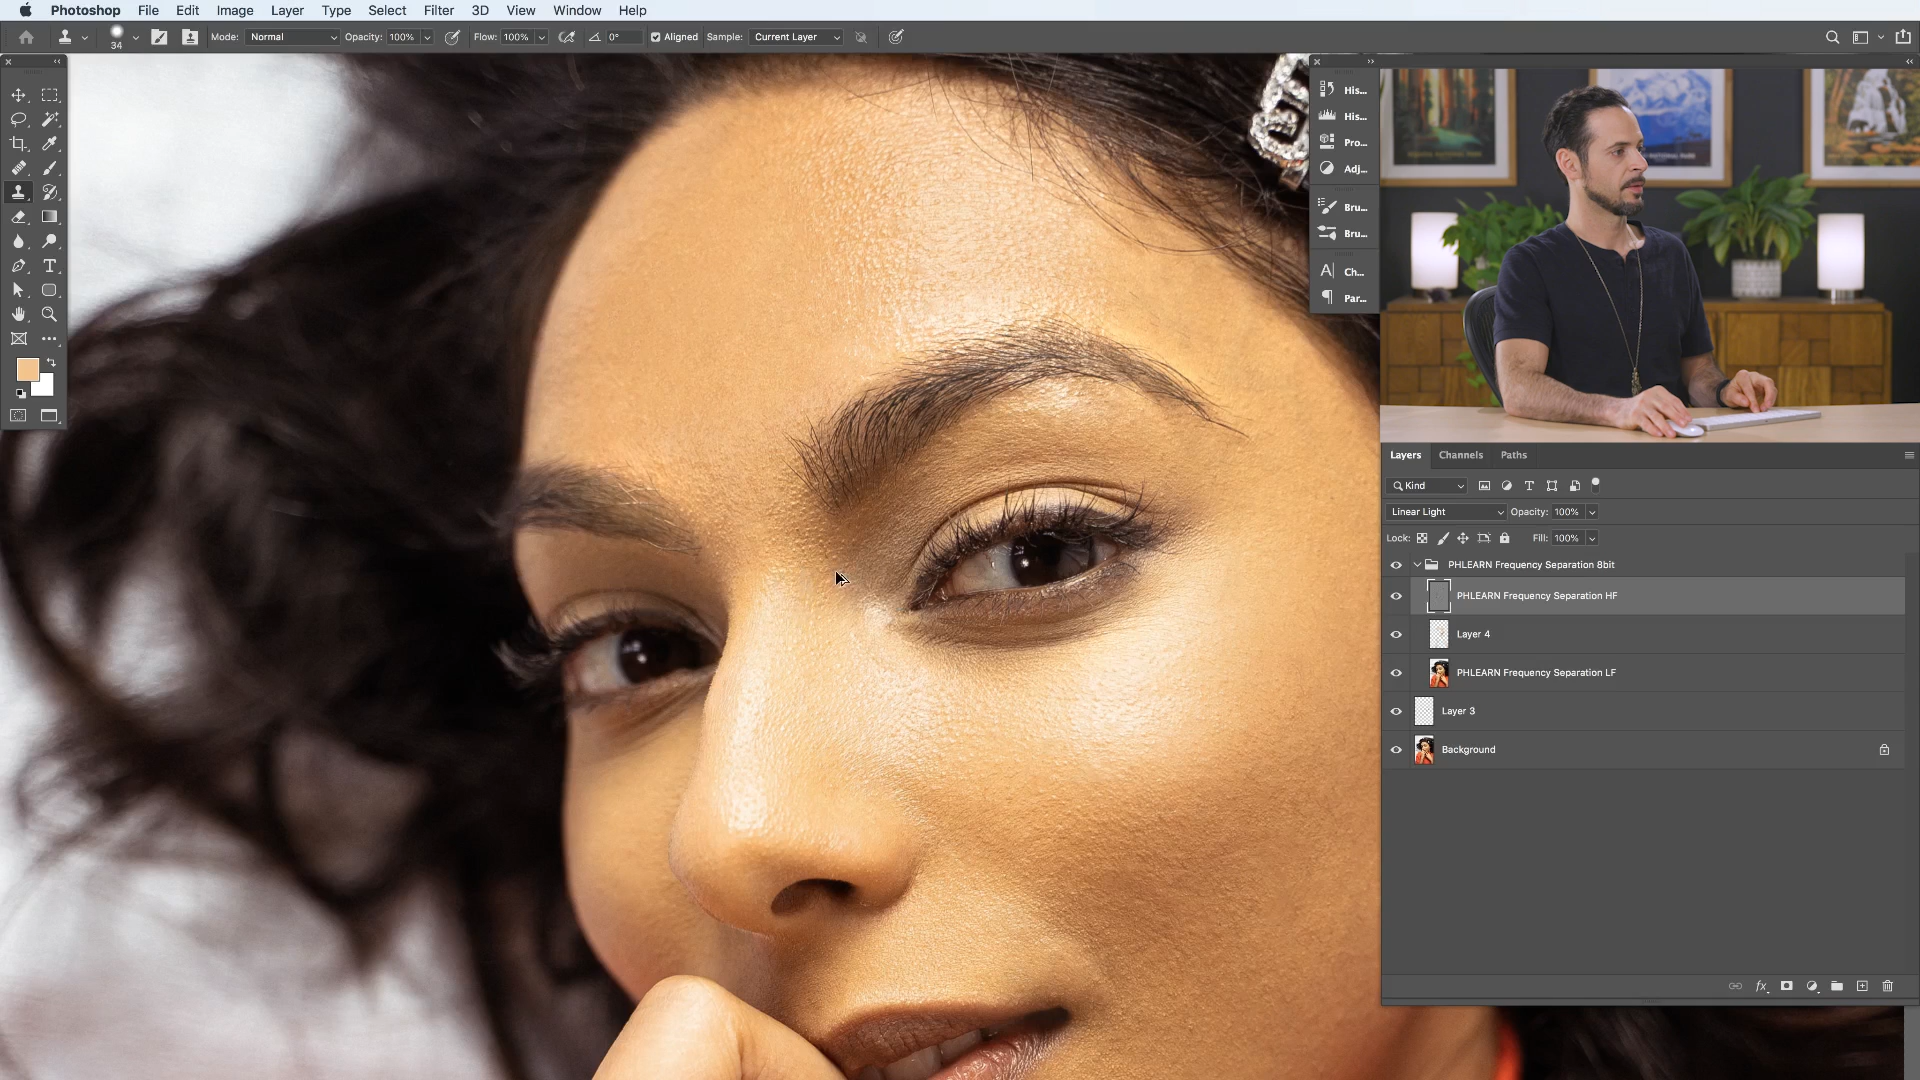 Photoshop File Edit Image Layer Type Select Filter 3D View Window Help
34 Mode: Normal Opacity: 100% Flow: 100% 0° Aligned Sample: Current Layer
His...
His...
Pro...
Adj...
Bru...
Bru...
Ch...
Par...
Layers Channels Paths
Kind
Linear Light Opacity: 100%
Lock: Fill: 100%
PHLEARN Frequency Separation 8bit
PHLEARN Frequency Separation HF
Layer 4
PHLEARN Frequency Separation LF
Layer 3
Background
fx